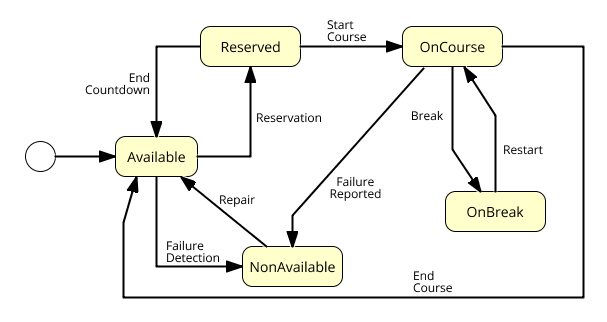 Start
Course
Reserved
OnCourse
End
Countdown
Reservation
Break
Restart
Available
Failure
Reported
Repair
OnBreak
Failure
Detection
NonAvailable
End
Course